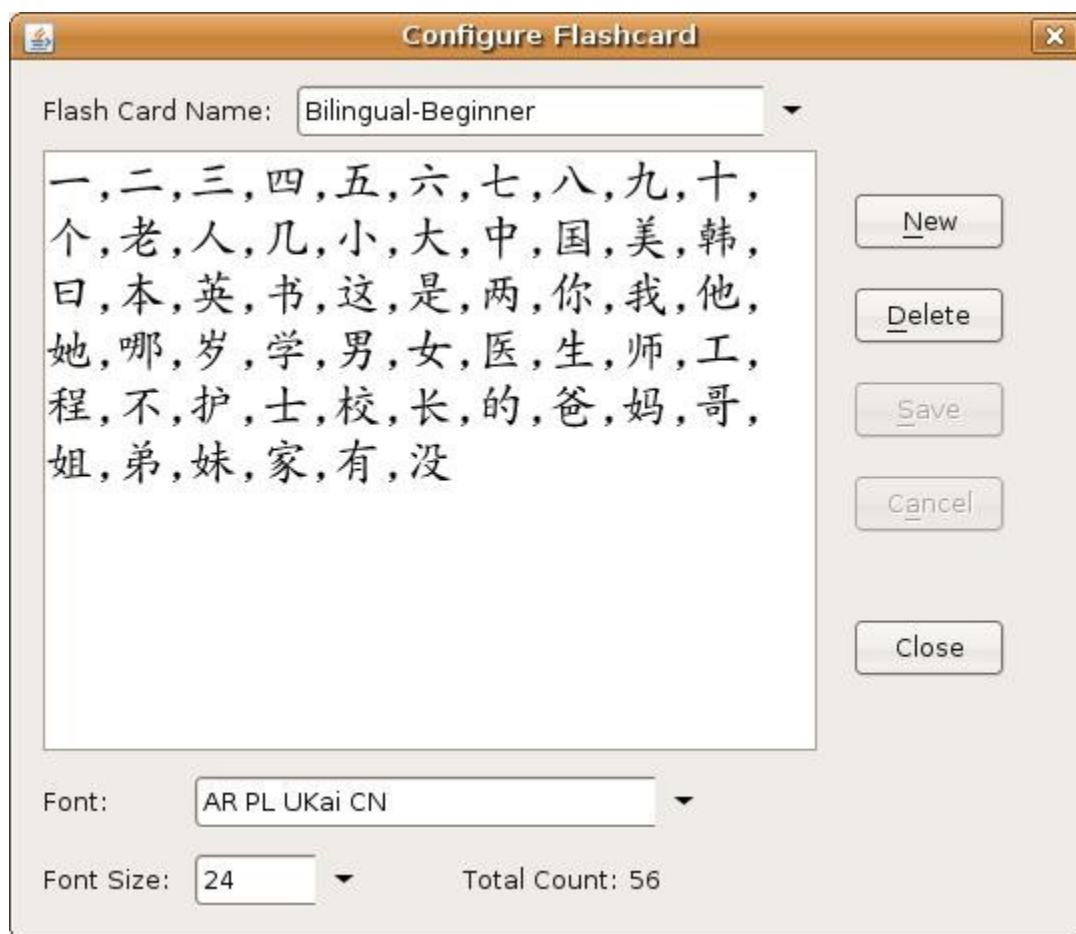 Configure Flashcard
Flash Card Name: Bilingual-Beginner
一,二,三,四,五,六,七,八,九,十,
个,老,人,几,小,大,中,国,美,韩,
日,本,英,书,这,是,两,你,我,他,
她,哪,岁,学,男,女,医,生,师,工,
程,不,护,士,校,长,的,爸,妈,哥,
姐,弟,妹,家,有,没
New
Delete
Save
Cancel
Close
Font: AR PL UKai CN
Font Size: 24 Total Count: 56